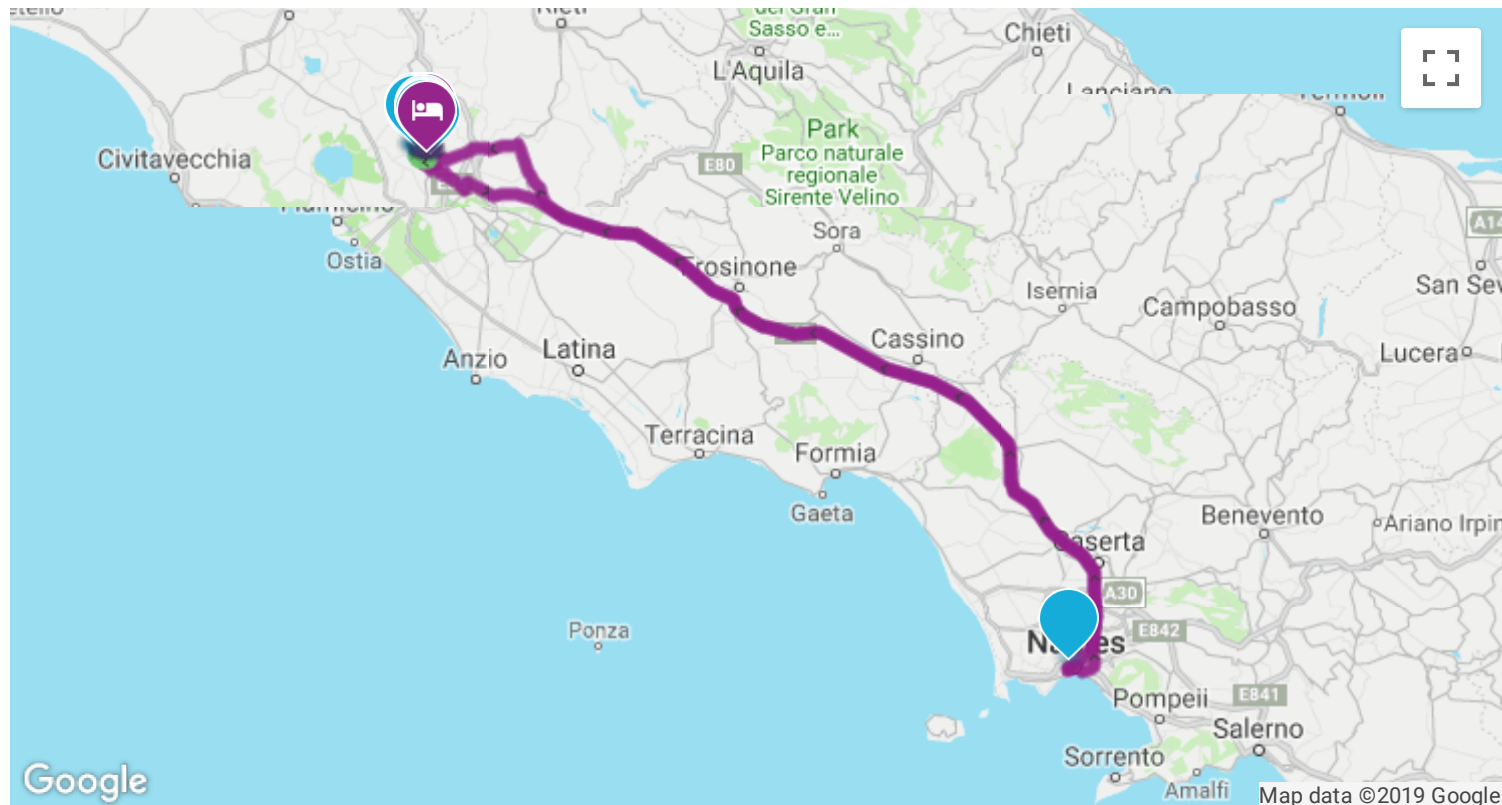 Chieti
Sasso e...
L'Aquila
Park
Parco naturale
regionale
Sirente Velino
Civitavecchia
E80
Ostia
Sora
Frosinone
Isernia
Campobasso
San Sev
A14
Lucera
Cassino
Anzio
Latina
Terracina
Formia
Gaeta
Benevento
Ariano Irpin
Caserta
A30
E842
Ponza
E841
Pompeii
Salerno
Sorrento
Amalfi
Google
Map data ©2019 Google